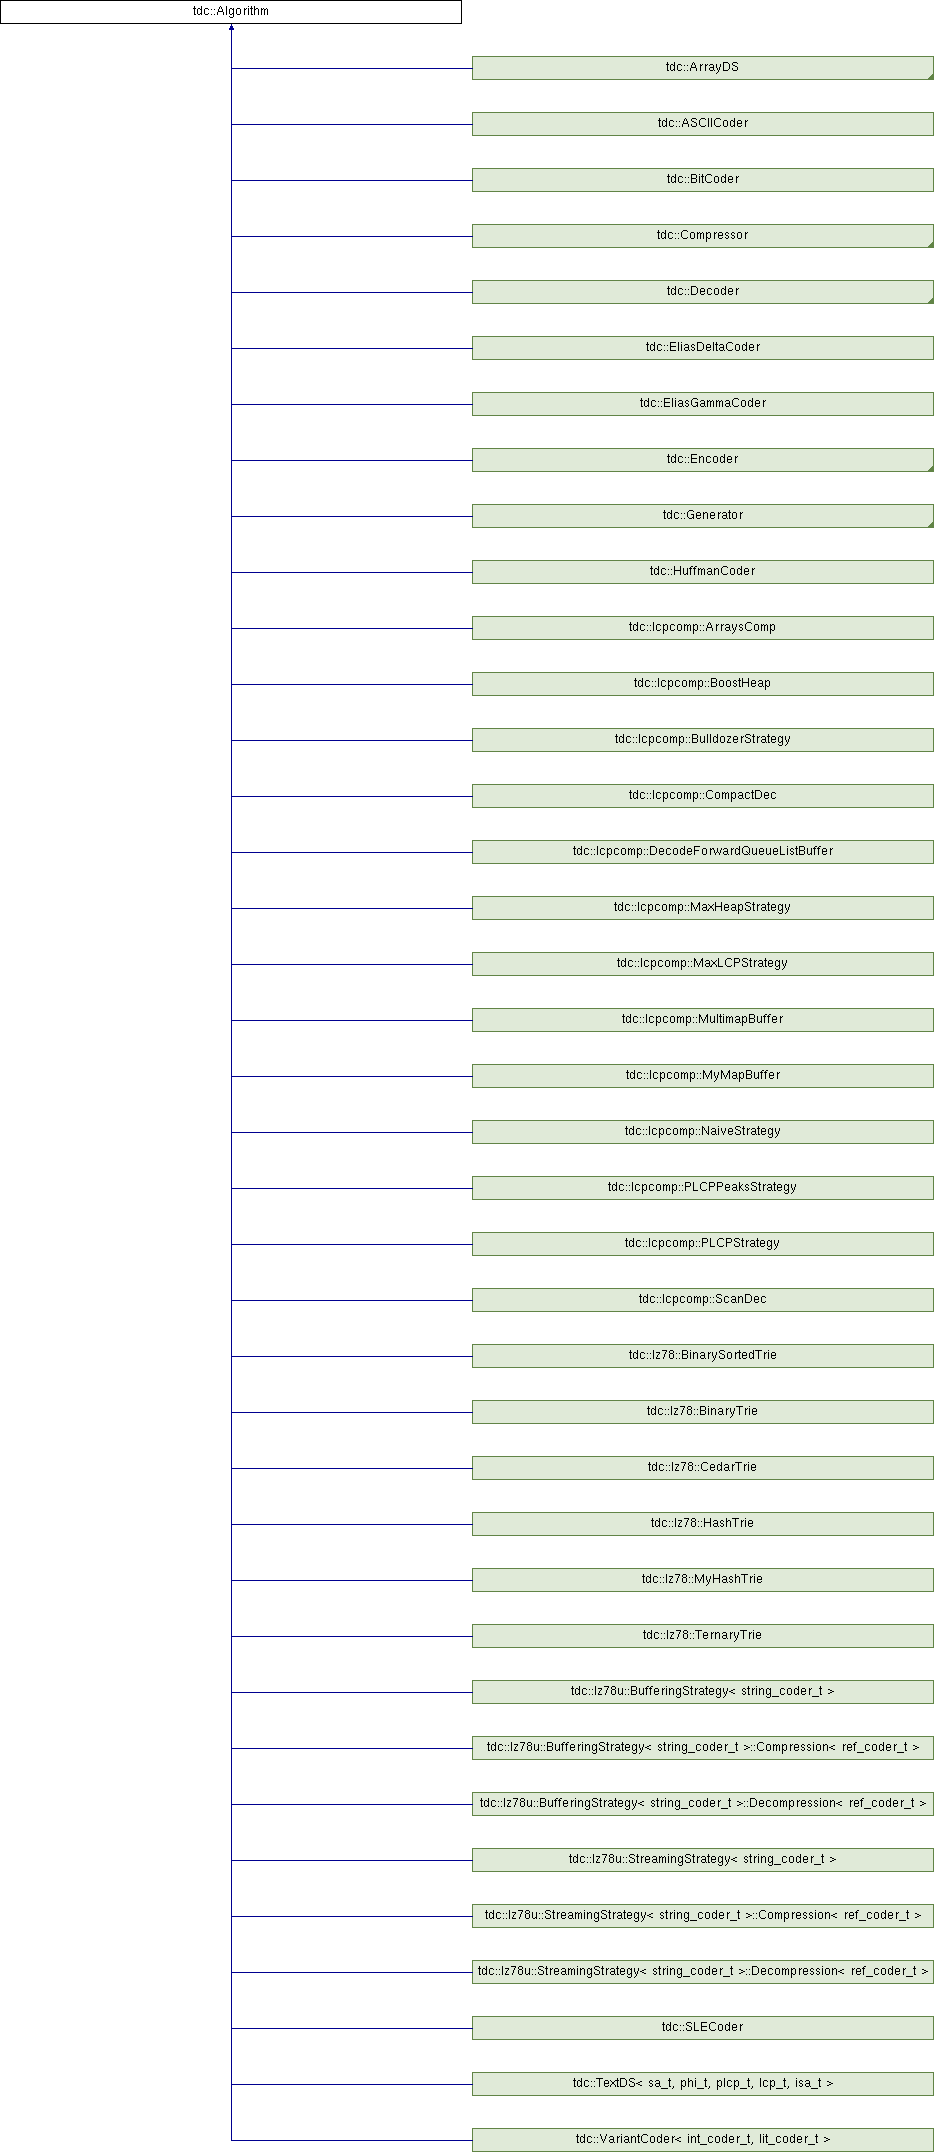 tdc::Algorithm
tdc::ArrayDS
tdc::ASCIICoder
tdc::BitCoder
tdc::Compressor
tdc::Decoder
tdc::EliasDeltaCoder
tdc::EliasGammaCoder
tdc::Encoder
tdc::Generator
tdc::HuffmanCoder
tdc::lcpcomp::ArraysComp
tdc::lcpcomp::BoostHeap
tdc::lcpcomp::BulldozerStrategy
tdc::lcpcomp::CompactDec
tdc::lcpcomp::DecodeForwardQueueListBuffer
tdc::lcpcomp::MaxHeapStrategy
tdc::lcpcomp::MaxLCPStrategy
tdc::lcpcomp::MultimapBuffer
tdc::lcpcomp::MyMapBuffer
tdc::lcpcomp::NaiveStrategy
tdc::lcpcomp::PLCPPeaksStrategy
tdc::lcpcomp::PLCPStrategy
tdc::lcpcomp::ScanDec
tdc::lz78::BinarySortedTrie
tdc::lz78::BinaryTrie
tdc::lz78::CedarTrie
tdc::lz78::HashTrie
tdc::lz78::MyHashTrie
tdc::lz78::TernaryTrie
tdc::lz78u::BufferingStrategy< string_coder_t >
tdc::lz78u::BufferingStrategy< string_coder_t >::Compression< ref_coder_t >
tdc::lz78u::BufferingStrategy< string_coder_t >::Decompression< ref_coder_t >
tdc::lz78u::StreamingStrategy< string_coder_t >
tdc::lz78u::StreamingStrategy< string_coder_t >::Compression< ref_coder_t >
tdc::lz78u::StreamingStrategy< string_coder_t >::Decompression< ref_coder_t >
tdc::SLECoder
tdc::TextDS< sa_t, phi_t, plcp_t, lcp_t, isa_t >
tdc::VariantCoder< int_coder_t, lit_coder_t >